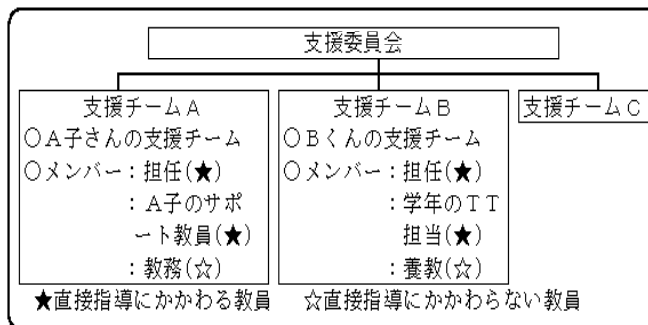 支援委員会
支援チームA
○A子さんの支援チーム
○メンバー：担任(★)
：A子のサポ
ート教員(★)
：教務(☆)
支援チームB
○Bくんの支援チーム
○メンバー：担任(★)
：学年のTT
担当(★)
：養教(☆)
支援チームC
★直接指導にかかわる教員 ☆直接指導にかかわらない教員